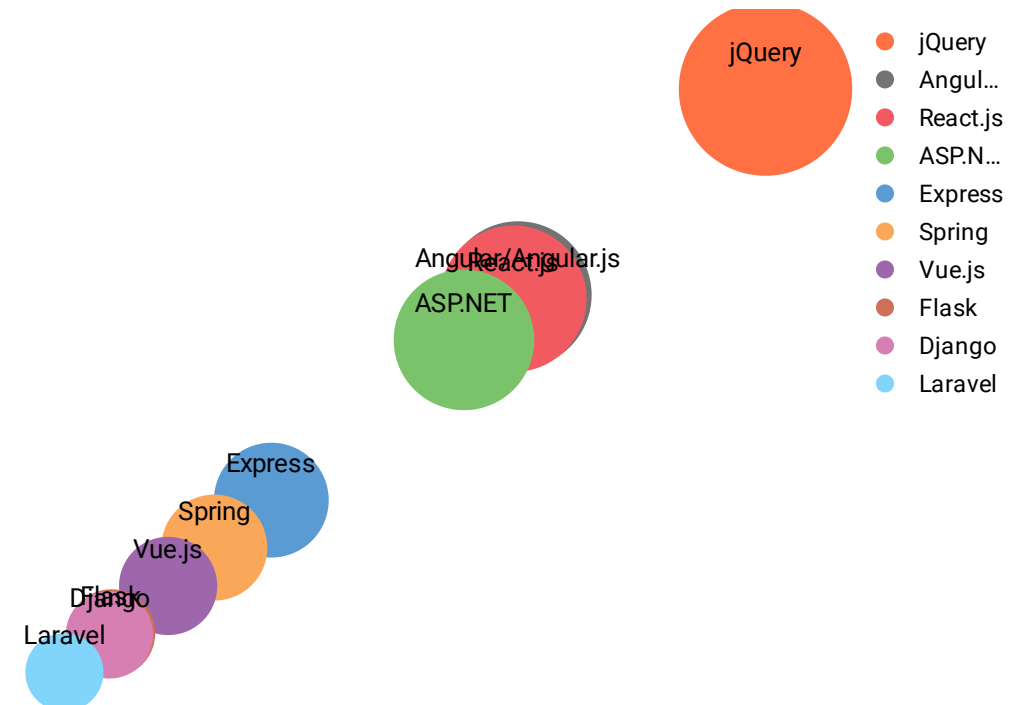 jQuery
Angular/Angular.js
React.js
ASP.NET
Express
Spring
Vue.js
Flask
Django
Laravel
jQuery
Angul...
React.js
ASP.N...
Express
Spring
Vue.js
Flask
Django
Laravel